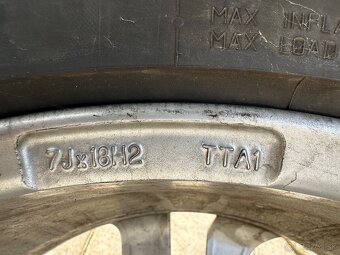 MAX INFLA
MAX LOAD
7Jx16H2 TTA1